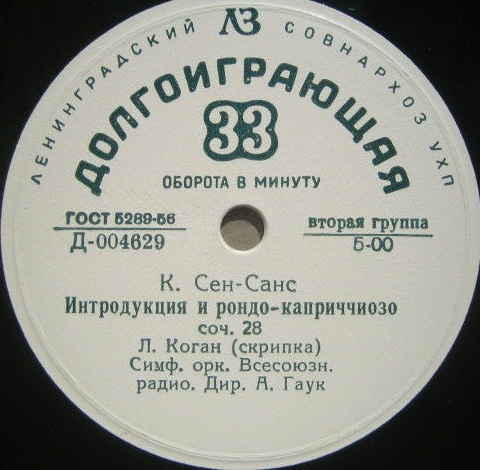 ЛЕНИНГРАДСКИЙ ЛЗ СОВНАРХОЗ УХП
ДОЛГОИГРАЮЩАЯ
33
ОБОРОТА В МИНУТУ
ГОСТ 5289-56
Д-004629
вторая группа
5-00
К. Сен-Санс
Интродукция и рондо-каприччиозо
соч. 28
Л. Коган (скрипка)
Симф. орк. Всесоюзн.
радио. Дир. А. Гаук